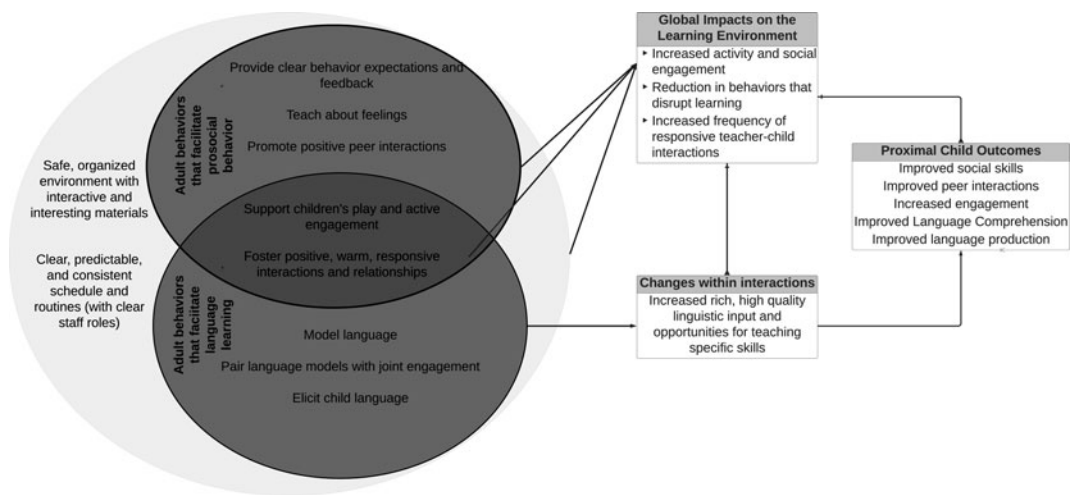 Safe, organized
environment with
interactive and
interesting materials
Clear, predictable,
and consistent
schedule and
routines (with clear
staff roles)
Adult behaviors
that facilitate
prosocial
behavior
Provide clear behavior expectations and
feedback
Teach about feelings
Promote positive peer interactions
Support children's play and active
engagement
Foster positive, warm, responsive
interactions and relationships
Adult behaviors
that faciitate
language
learning
Model language
Pair language models with joint engagement
Elicit child language
Global Impacts on the
Learning Environment
‣ Increased activity and social
engagement
‣ Reduction in behaviors that
disrupt learning
‣ Increased frequency of
responsive teacher-child
interactions
Changes within interactions
Increased rich, high quality
linguistic input and
opportunities for teaching
specific skills
Proximal Child Outcomes
Improved social skills
Improved peer interactions
Increased engagement
Improved Language Comprehension
Improved language production